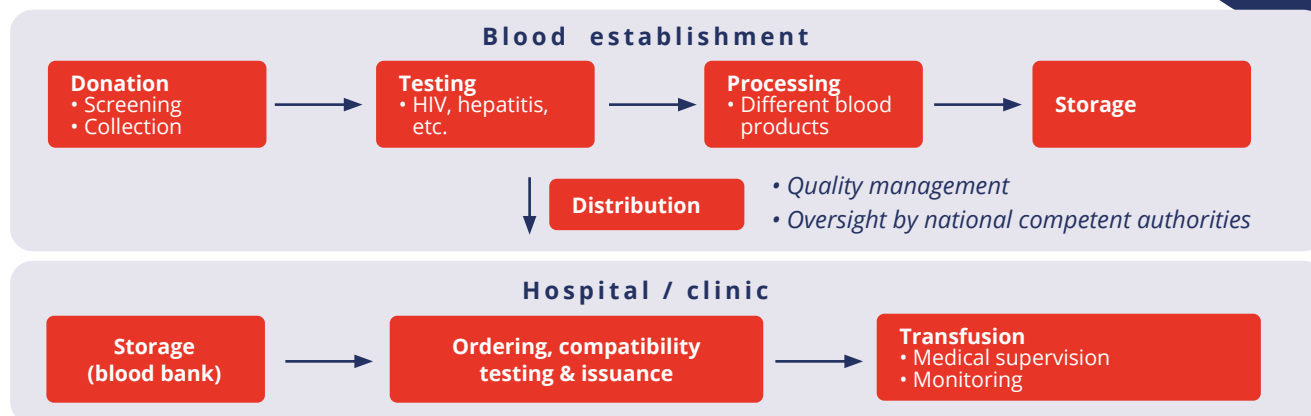 Blood establishment
Donation
• Screening
• Collection
Testing
• HIV, hepatitis,
etc.
Processing
• Different blood
products
Storage
Distribution
• Quality management
• Oversight by national competent authorities
Hospital / clinic
Storage
(blood bank)
Ordering, compatibility
testing & issuance
Transfusion
• Medical supervision
• Monitoring